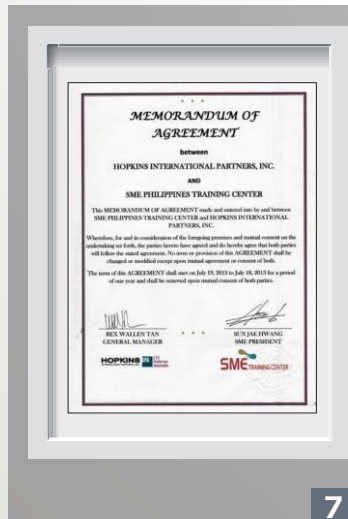 MEMORANDUM OF
AGREEMENT
between
HOPKINS INTERNATIONAL PARTNERS, INC.
AND
SME PHILIPPINES TRAINING CENTER
This MEMORANDUM OF AGREEMENT made and entered into by and between
SME PHILIPPINES TRAINING CENTER and HOPKINS INTERNATIONAL
PARTNERS, INC.
Wherefore, for and in consideration of the foregoing premises and mutual consent on the
undertaking set forth, the parties hereto have agreed and do hereby agree that both parties
will follow the stated agreement. No term or provision of this AGREEMENT shall be
changed or modified except upon mutual agreement or consent of both.
The term of this AGREEMENT shall start on July 19, 2012 to July 18, 2013 for a period
of one year and shall be renewed upon mutual consent of both parties.
REX WALLEN TAN
GENERAL MANAGER
SUN JAE HWANG
SME PRESIDENT
HOPKINS
SME TRAINING CENTER
7